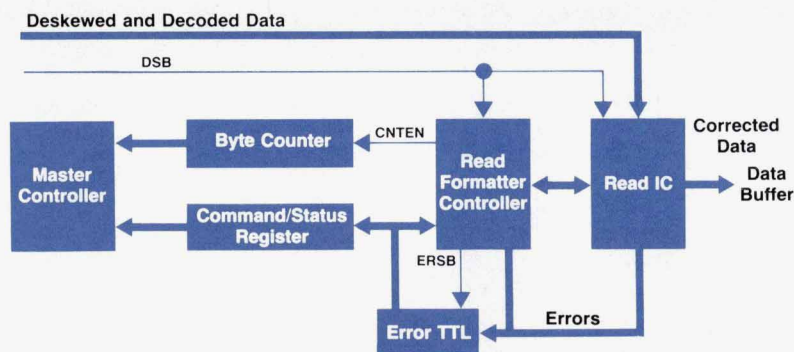 Deskewed and Decoded Data
DSB
Byte Counter
CNTEN
Master
Controller
Read
Formatter
Controller
Read IC
Corrected
Data
Data
Buffer
Command/Status
Register
ERSB
Error TTL
Errors